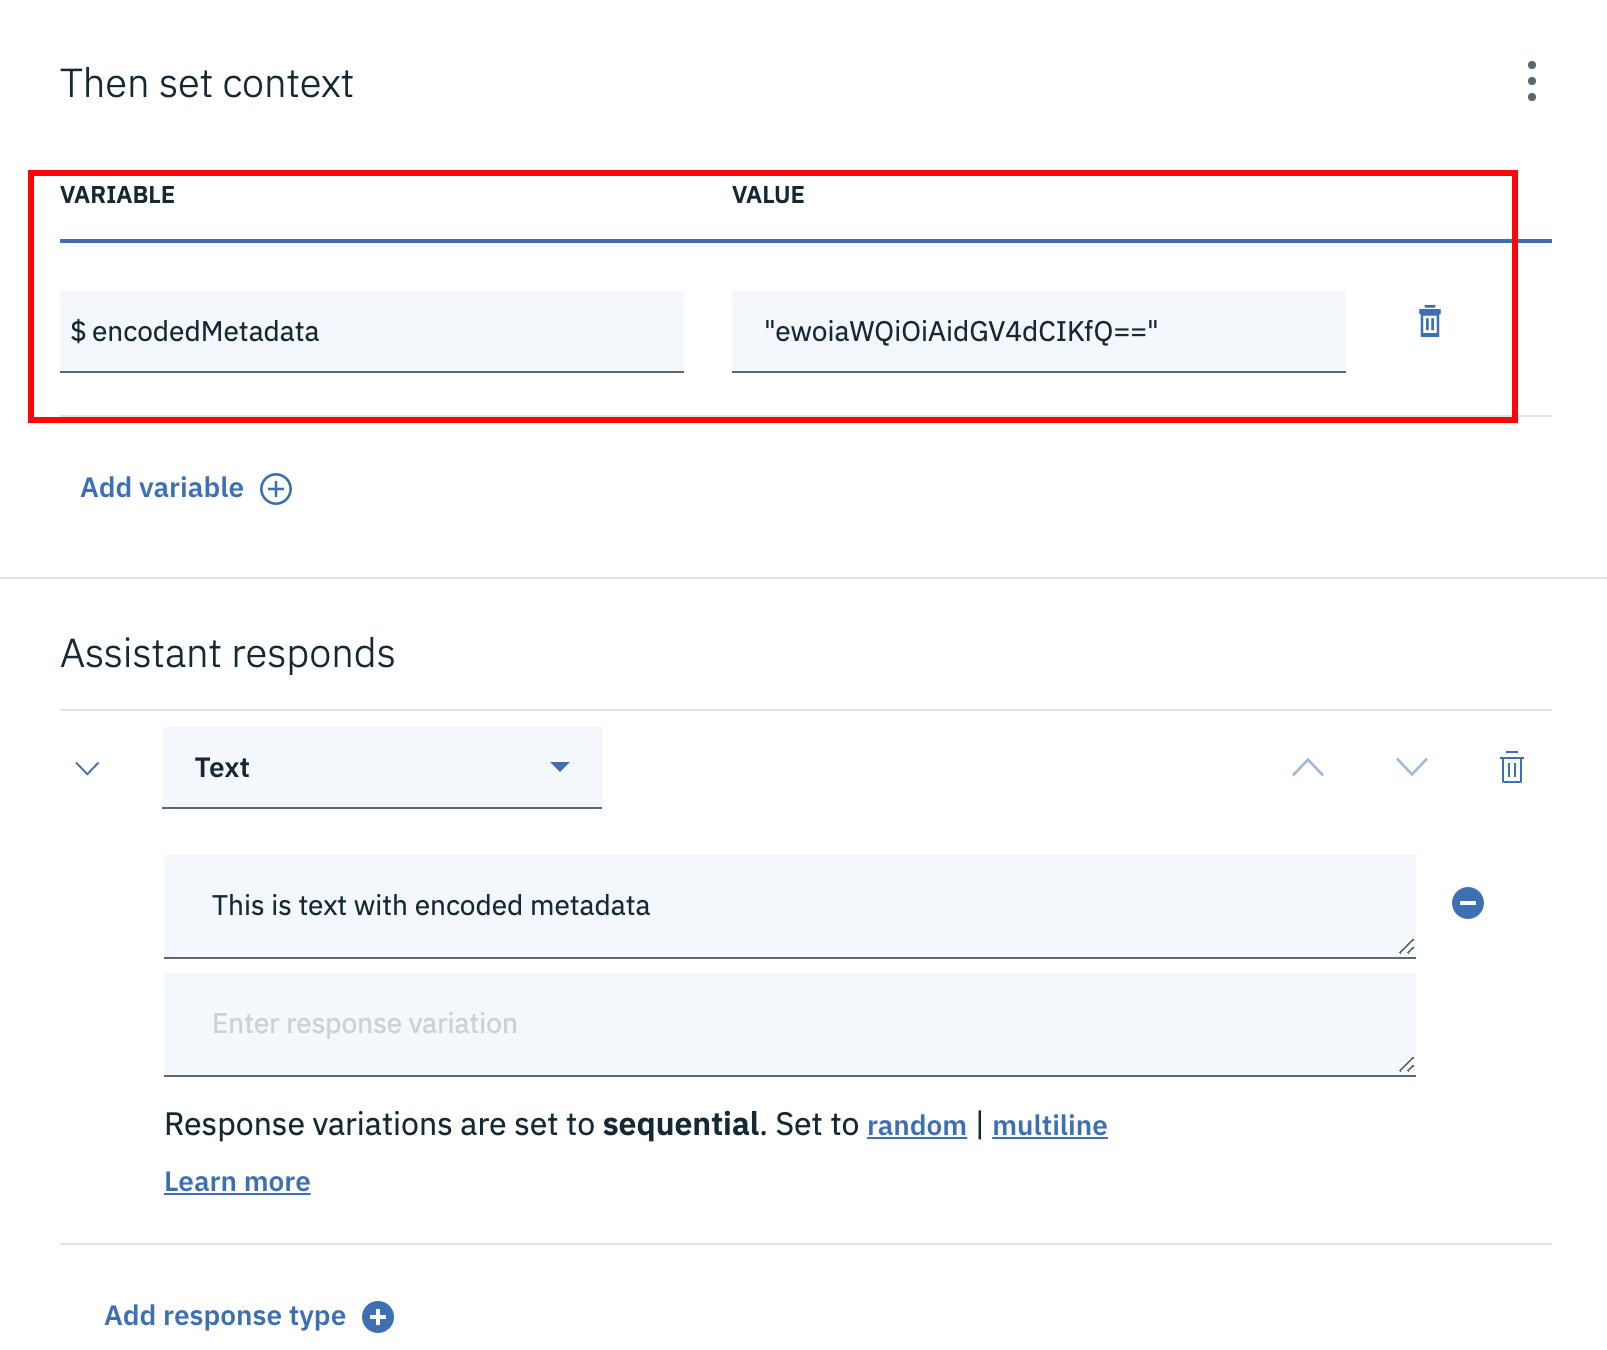 Then set context
VARIABLE VALUE
$ encodedMetadata "ewoiaWQiOiAidGV4dCIKfQ=="
Add variable
Assistant responds
Text
This is text with encoded metadata
Enter response variation
Response variations are set to sequential. Set to random | multiline
Learn more
Add response type